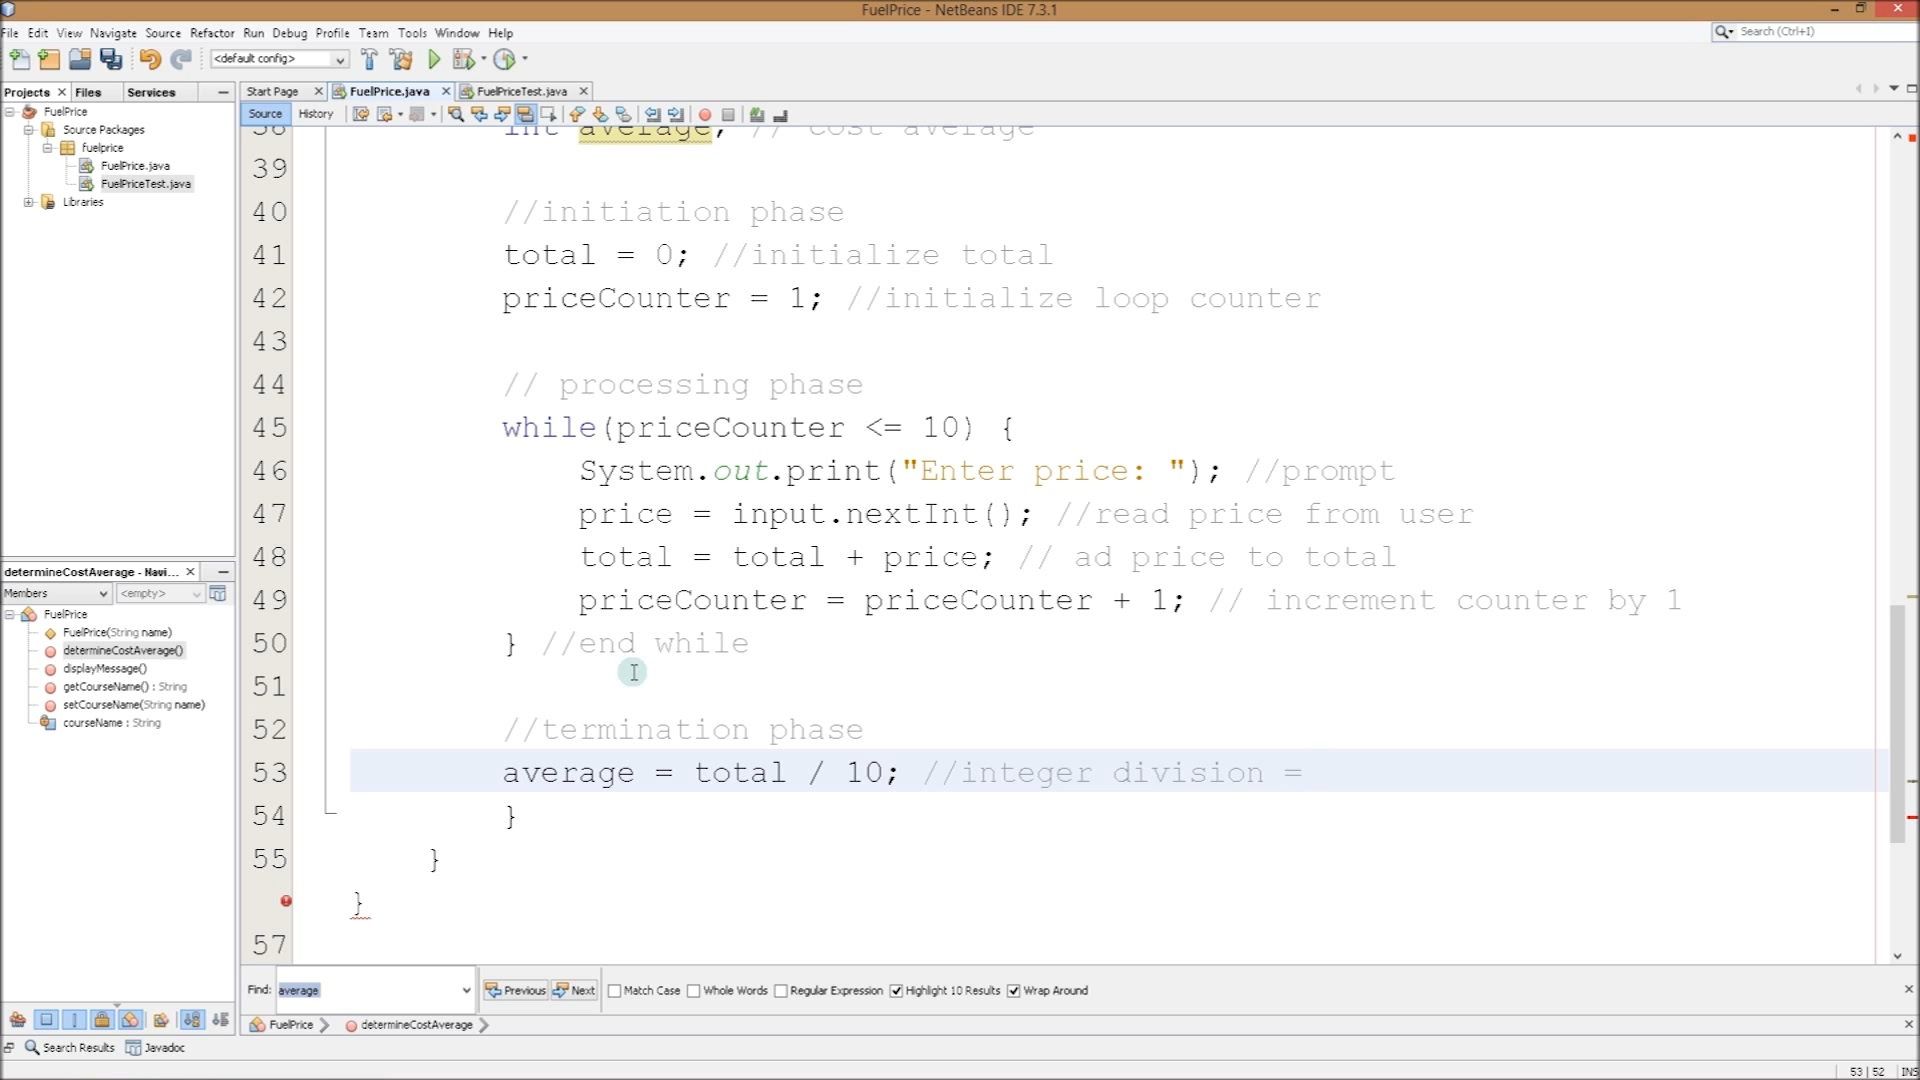 FuelPrice - NetBeans IDE 7.3.1
File Edit View Navigate Source Refactor Run Debug Profile Team Tools Window Help
Search (Ctrl+I)
<default config>
Projects Files Services
Start Page FuelPrice.java FuelPriceTest.java
Source History
FuelPrice
Source Packages
fuelprice
FuelPrice.java
FuelPriceTest.java
Libraries
38 int average; // cost average
39
40 //initiation phase
41 total = 0; //initialize total
42 priceCounter = 1; //initialize loop counter
43
44 // processing phase
45 while(priceCounter <= 10) {
46 System.out.print("Enter price: "); //prompt
47 price = input.nextInt(); //read price from user
48 total = total + price; // ad price to total
49 priceCounter = priceCounter + 1; // increment counter by 1
50 } //end while
51
52 //termination phase
53 average = total / 10; //integer division =
54 }
55 }
}
57
determineCostAverage - Navi...
Members <empty>
FuelPrice
FuelPrice(String name)
determineCostAverage()
displayMessage()
getCourseName() : String
setCourseName(String name)
courseName : String
Find: average Previous Next Match Case Whole Words Regular Expression Highlight 10 Results Wrap Around
FuelPrice determineCostAverage
Search Results Javadoc
53 | 52 INS